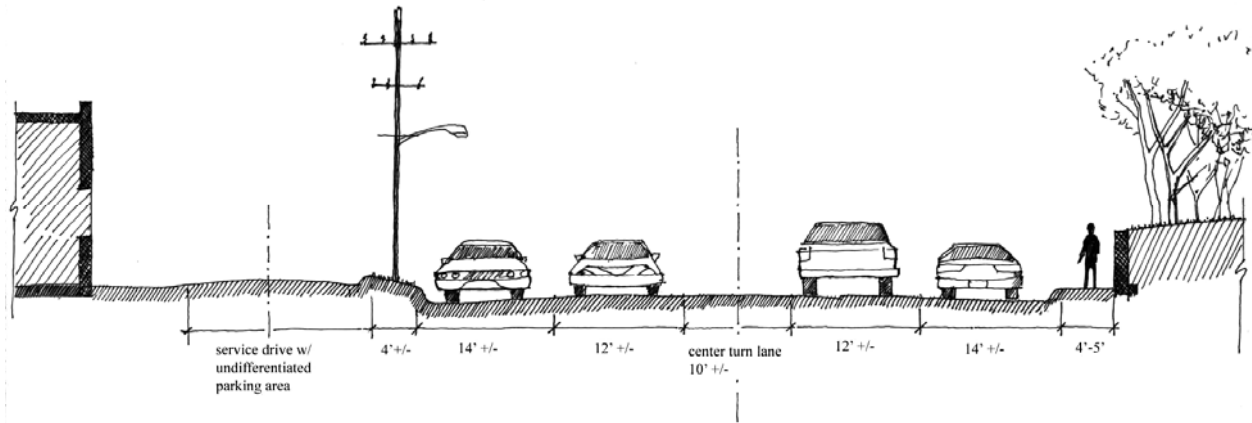 service drive w/
undifferentiated
parking area
4'+/-
14' +/-
12' +/-
center turn lane
10' +/-
12' +/-
14' +/-
4'-5'